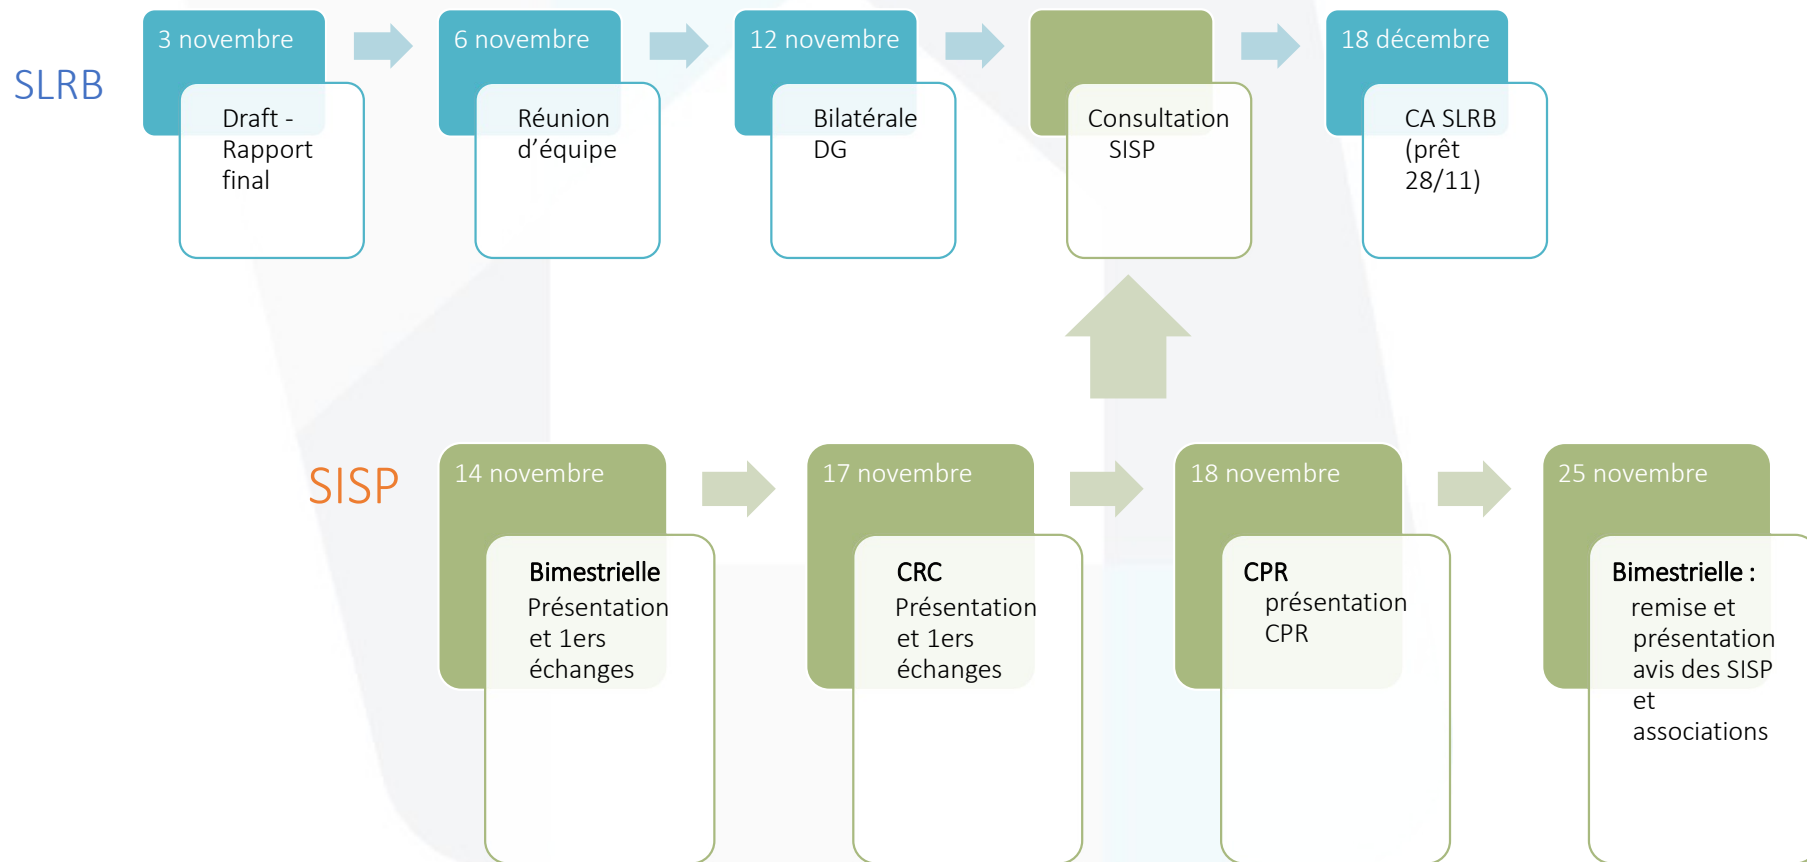 SLRB
3 novembre
Draft -
Rapport
final
6 novembre
Réunion
d’équipe
12 novembre
Bilatérale
DG
Consultation
SISP
18 décembre
CA SLRB
(prêt
28/11)
SISP
14 novembre
Bimestrielle
Présentation
et 1ers
échanges
17 novembre
CRC
Présentation
et 1ers
échanges
18 novembre
CPR
présentation
CPR
25 novembre
Bimestrielle :
remise et
présentation
avis des SISP
et
associations